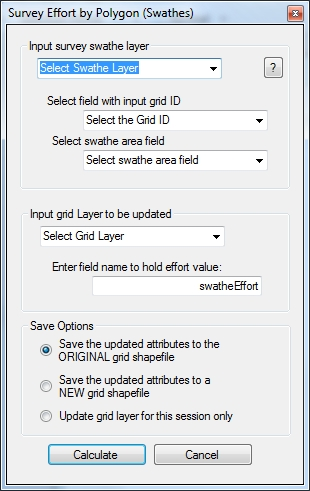 Survey Effort by Polygon (Swathes)
Input survey swathe layer
Select Swathe Layer
?
Select field with input grid ID
Select the Grid ID
Select swathe area field
Select swathe area field
Input grid Layer to be updated
Select Grid Layer
Enter field name to hold effort value:
swatheEffort
Save Options
Save the updated attributes to the
ORIGINAL grid shapefile
Save the updated attributes to a
NEW grid shapefile
Update grid layer for this session only
Calculate
Cancel